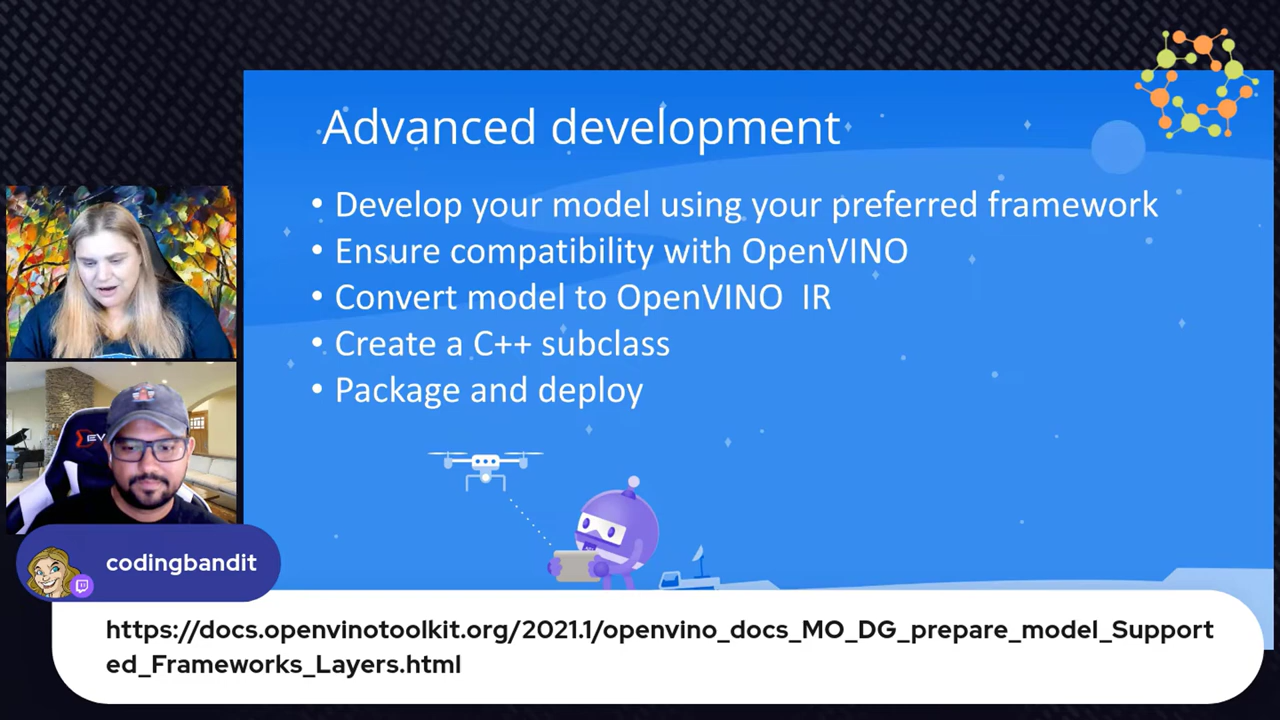 Advanced development
• Develop your model using your preferred framework
• Ensure compatibility with OpenVINO
• Convert model to OpenVINO IR
• Create a C++ subclass
• Package and deploy
EV
codingbandit
https://docs.openvinotoolkit.org/2021.1/openvino_docs_MO_DG_prepare_model_Support
ed_Frameworks_Layers.html